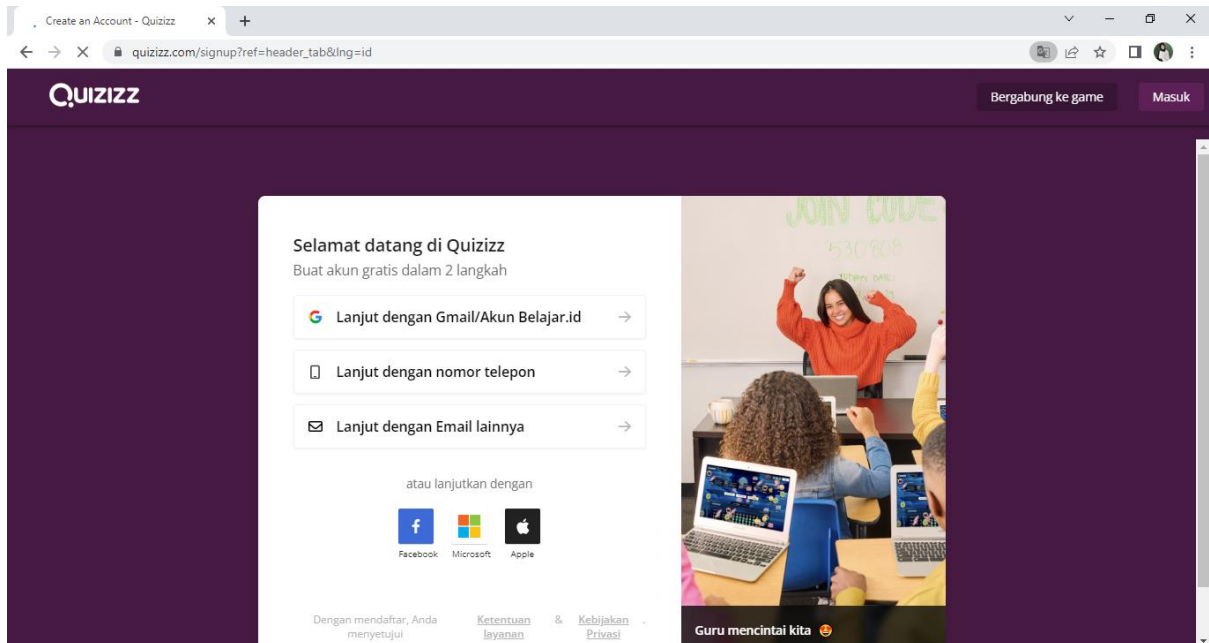 Create an Account - Quizizz
quizizz.com/signup?ref=header_tab&lng=id
QUIZIZZ
Bergabung ke game
Masuk
Selamat datang di Quizizz
Buat akun gratis dalam 2 langkah
Lanjut dengan Gmail/Akun Belajar.id
Lanjut dengan nomor telepon
Lanjut dengan Email lainnya
atau lanjutkan dengan
Facebook Microsoft Apple
Dengan mendaftar, Anda menyetujui Ketentuan layanan & Kebijakan Privasi .
JOIN CODE
530 808
Guru mencintai kita